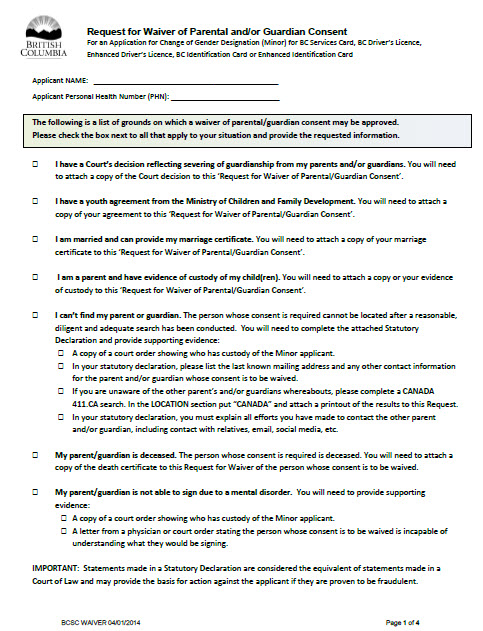 Request for Waiver of Parental and/or Guardian Consent
For an Application for Change of Gender Designation (Minor) for BC Services Card, BC Driver's Licence,
Enhanced Driver's Licence, BC Identification Card or Enhanced Identification Card
BRITISH
COLUMBIA
Applicant NAME:
Applicant Personal Health Number (PHN):
The following is a list of grounds on which a waiver of parental/guardian consent may be approved.
Please check the box next to all that apply to your situation and provide the requested information.
I have a Court's decision reflecting severing of guardianship from my parents and/or guardians. You will need
to attach a copy of the Court decision to this 'Request for Waiver of Parental/Guardian Consent'.
I have a youth agreement from the Ministry of Children and Family Development. You will need to attach a
copy of your agreement to this 'Request for Waiver of Parental/Guardian Consent'.
I am married and can provide my marriage certificate. You will need to attach a copy of your marriage
certificate to this 'Request for Waiver of Parental/Guardian Consent'.
I am a parent and have evidence of custody of my child(ren). You will need to attach a copy or your evidence
of custody to this 'Request for Waiver of Parental/Guardian Consent'.
I can't find my parent or guardian. The person whose consent is required cannot be located after a reasonable,
diligent and adequate search has been conducted. You will need to complete the attached Statutory
Declaration and provide supporting evidence:
A copy of a court order showing who has custody of the Minor applicant.
In your statutory declaration, please list the last known mailing address and any other contact information
for the parent and/or guardian whose consent is to be waived.
If you are unaware of the other parent's and/or guardians whereabouts, please complete a CANADA
411.CA search. In the LOCATION section put "CANADA" and attach a printout of the results to this Request.
In your statutory declaration, you must explain all efforts you have made to contact the other parent
and/or guardian, including contact with relatives, email, social media, etc.
My parent/guardian is deceased. The person whose consent is required is deceased. You will need to attach a
copy of the death certificate to this Request for Waiver of the person whose consent is to be waived.
My parent/guardian is not able to sign due to a mental disorder. You will need to provide supporting
evidence:
A copy of a court order showing who has custody of the Minor applicant.
A letter from a physician or court order stating the person whose consent is to be waived is incapable of
understanding what they would be signing.
IMPORTANT: Statements made in a Statutory Declaration are considered the equivalent of statements made in a
Court of Law and may provide the basis for action against the applicant if they are proven to be fraudulent.
BCSC WAIVER 04/01/2014
Page 1 of 4